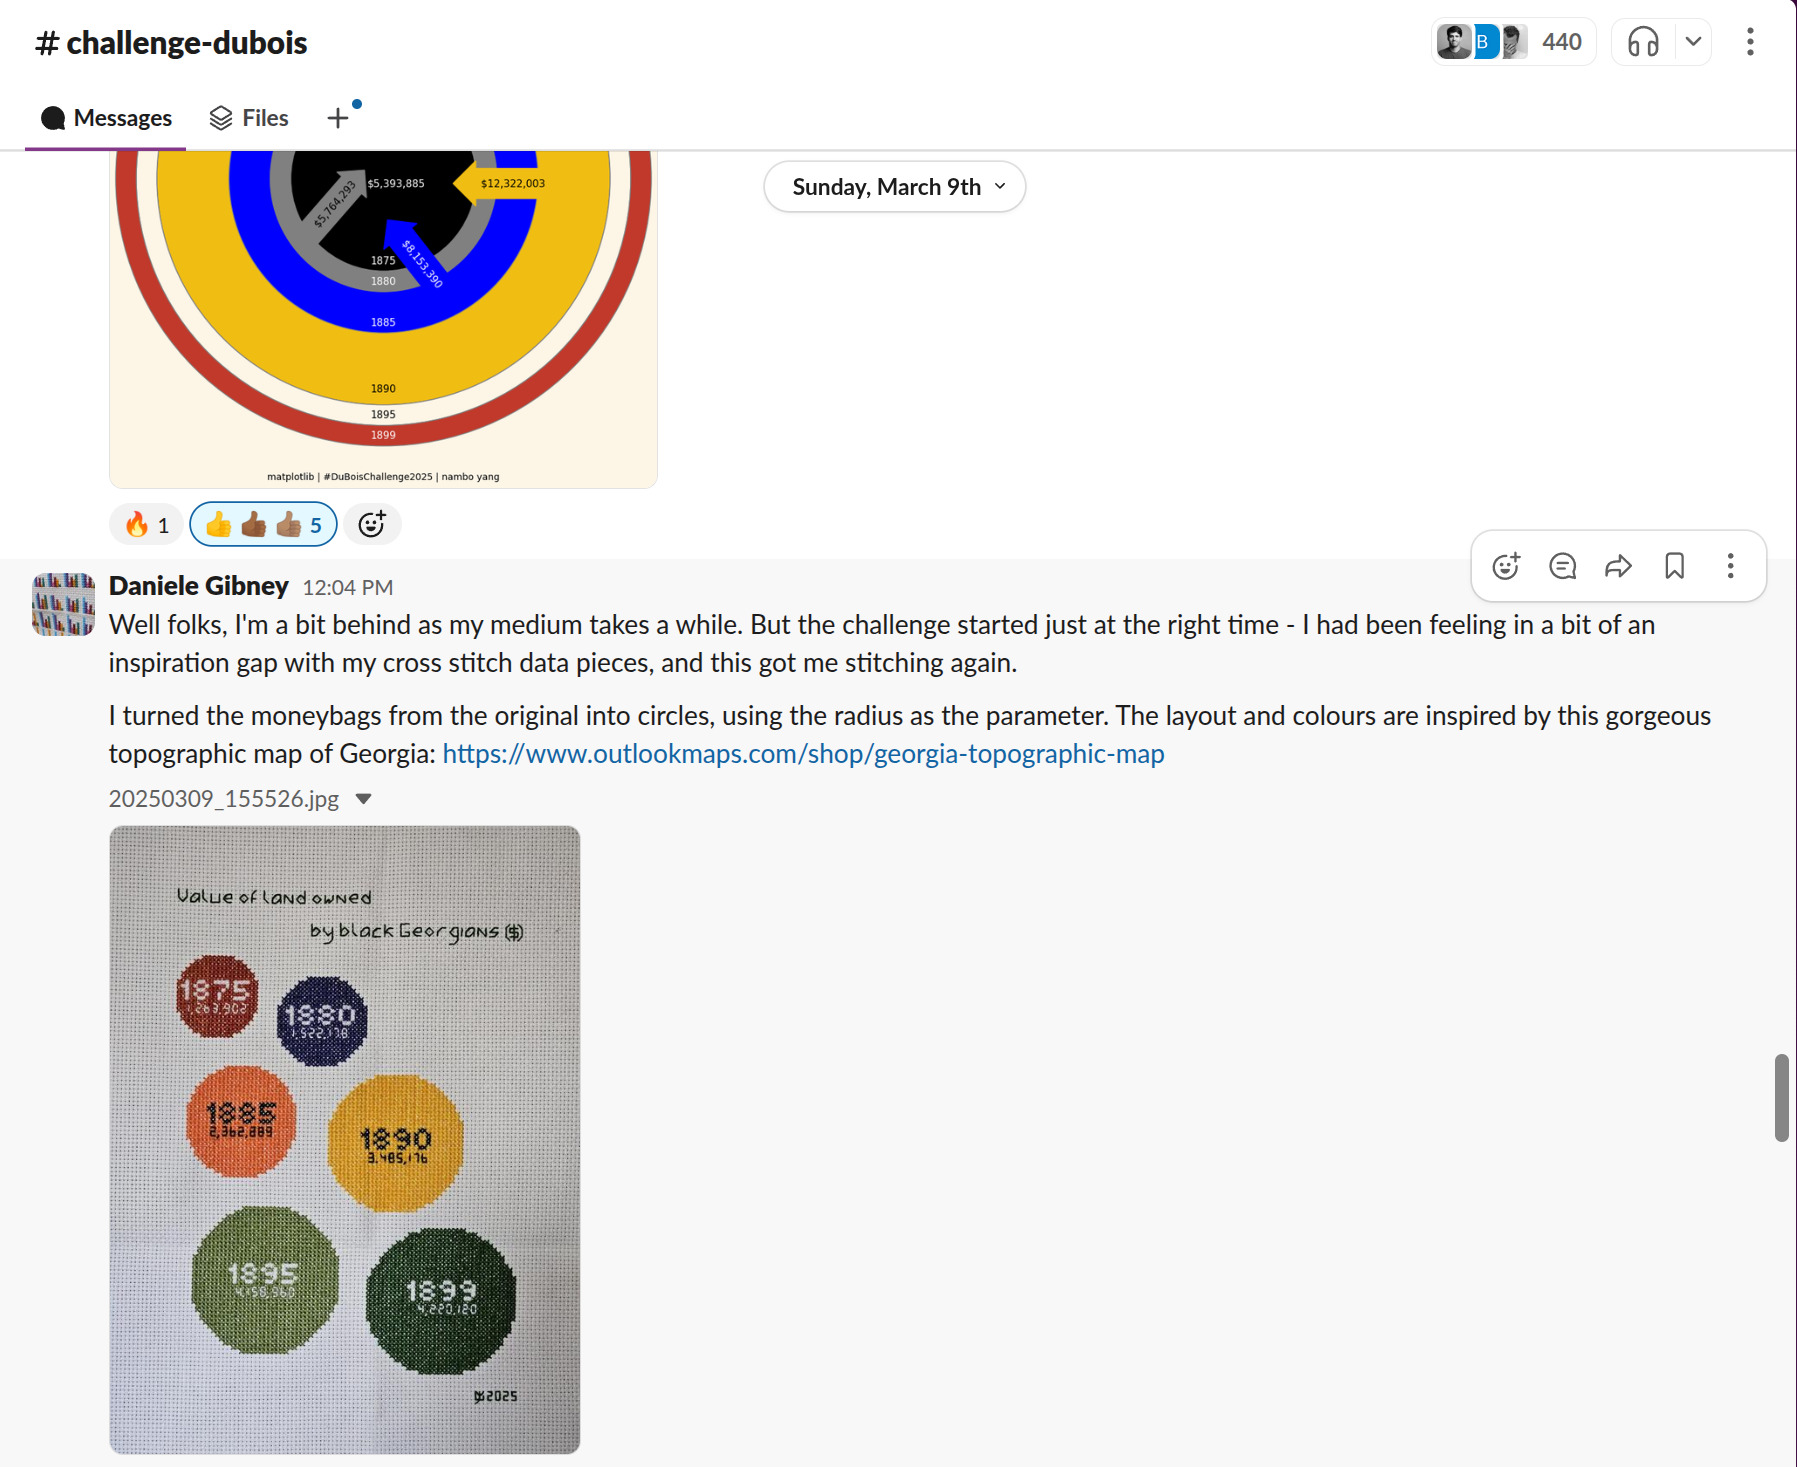 # challenge-dubois
B
440
Messages
Files
Sunday, March 9th
$5,764,293
$5,393,885
$12,322,003
$8,153,390
1875
1880
1885
1890
1895
1899
matplotlib | #DuBoisChallenge2025 | nambo yang
1
5
Daniele Gibney 12:04 PM
Well folks, I'm a bit behind as my medium takes a while. But the challenge started just at the right time - I had been feeling in a bit of an
inspiration gap with my cross stitch data pieces, and this got me stitching again.
I turned the moneybags from the original into circles, using the radius as the parameter. The layout and colours are inspired by this gorgeous
topographic map of Georgia: https://www.outlookmaps.com/shop/georgia-topographic-map
20250309_155526.jpg
Value of land owned
by black Georgians ($)
1875
1,263,902
1880
1,522,178
1885
2,362,889
1890
3,485,176
1895
4,158,960
1899
4,220,120
2025